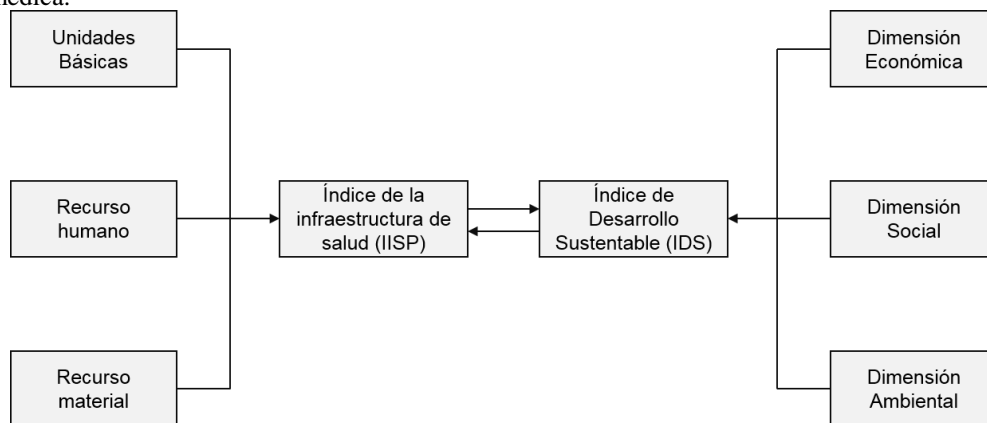 médica.
Unidades
Básicas
Dimensión
Económica
Recurso
humano
Índice de la
infraestructura de
salud (IISP)
Índice de
Desarrollo
Sustentable (IDS)
Dimensión
Social
Recurso
material
Dimensión
Ambiental